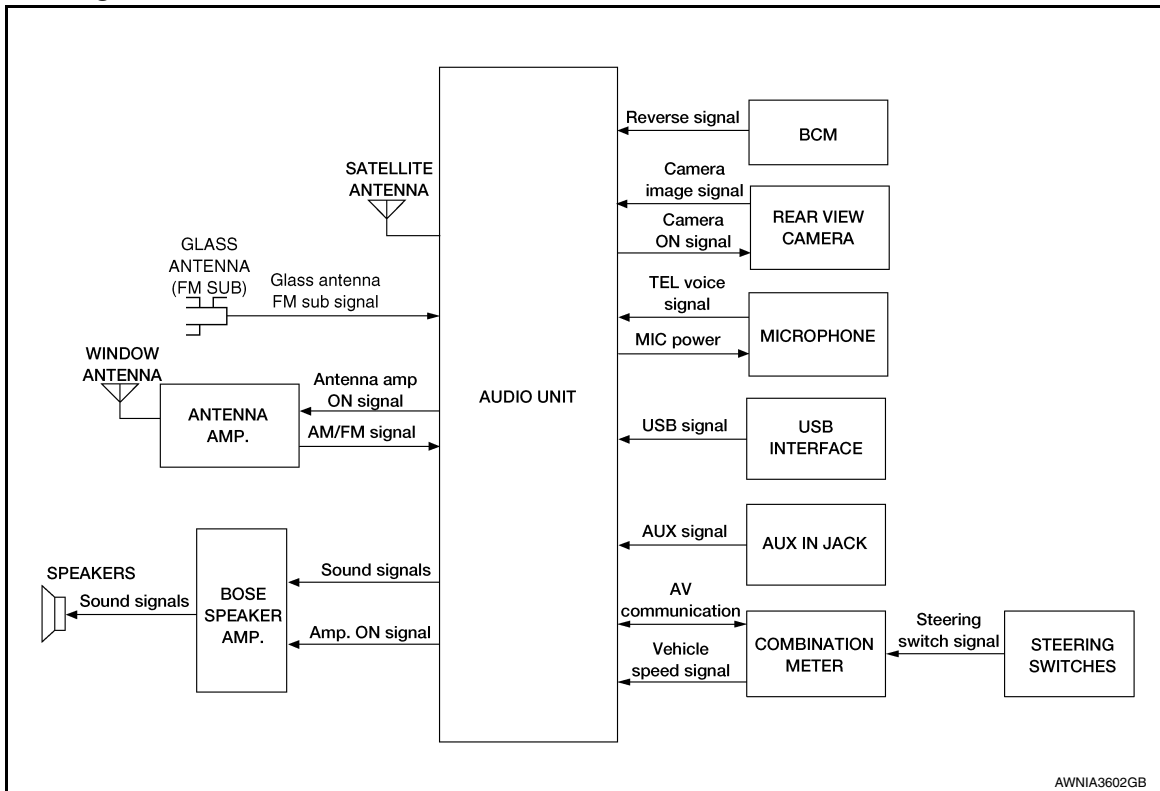 SATELLITE
ANTENNA
GLASS
ANTENNA
(FM SUB)
Glass antenna
FM sub signal
WINDOW
ANTENNA
ANTENNA
AMP.
Antenna amp
ON signal
AM/FM signal
SPEAKERS
Sound signals
BOSE
SPEAKER
AMP.
Sound signals
Amp. ON signal
AUDIO UNIT
Reverse signal
BCM
Camera
image signal
Camera
ON signal
REAR VIEW
CAMERA
TEL voice
signal
MIC power
MICROPHONE
USB signal
USB
INTERFACE
AUX signal
AUX IN JACK
AV
communication
Vehicle
speed signal
COMBINATION
METER
Steering
switch signal
STEERING
SWITCHES
AWNIA3602GB